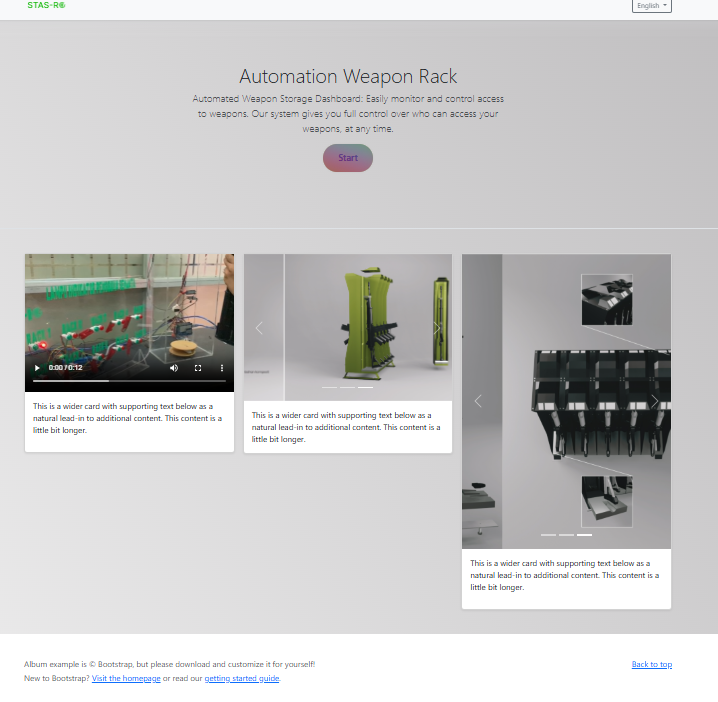 STAS-R®
English
Automation Weapon Rack
Automated Weapon Storage Dashboard: Easily monitor and control access
to weapons. Our system gives you full control over who can access your
weapons, at any time.
Start
0:00 / 0:12
This is a wider card with supporting text below as a
natural lead-in to additional content. This content is a
little bit longer.
This is a wider card with supporting text below as a
natural lead-in to additional content. This content is a
little bit longer.
This is a wider card with supporting text below as a
natural lead-in to additional content. This content is a
little bit longer.
Album example is © Bootstrap, but please download and customize it for yourself!
Back to top
New to Bootstrap? Visit the homepage or read our getting started guide.